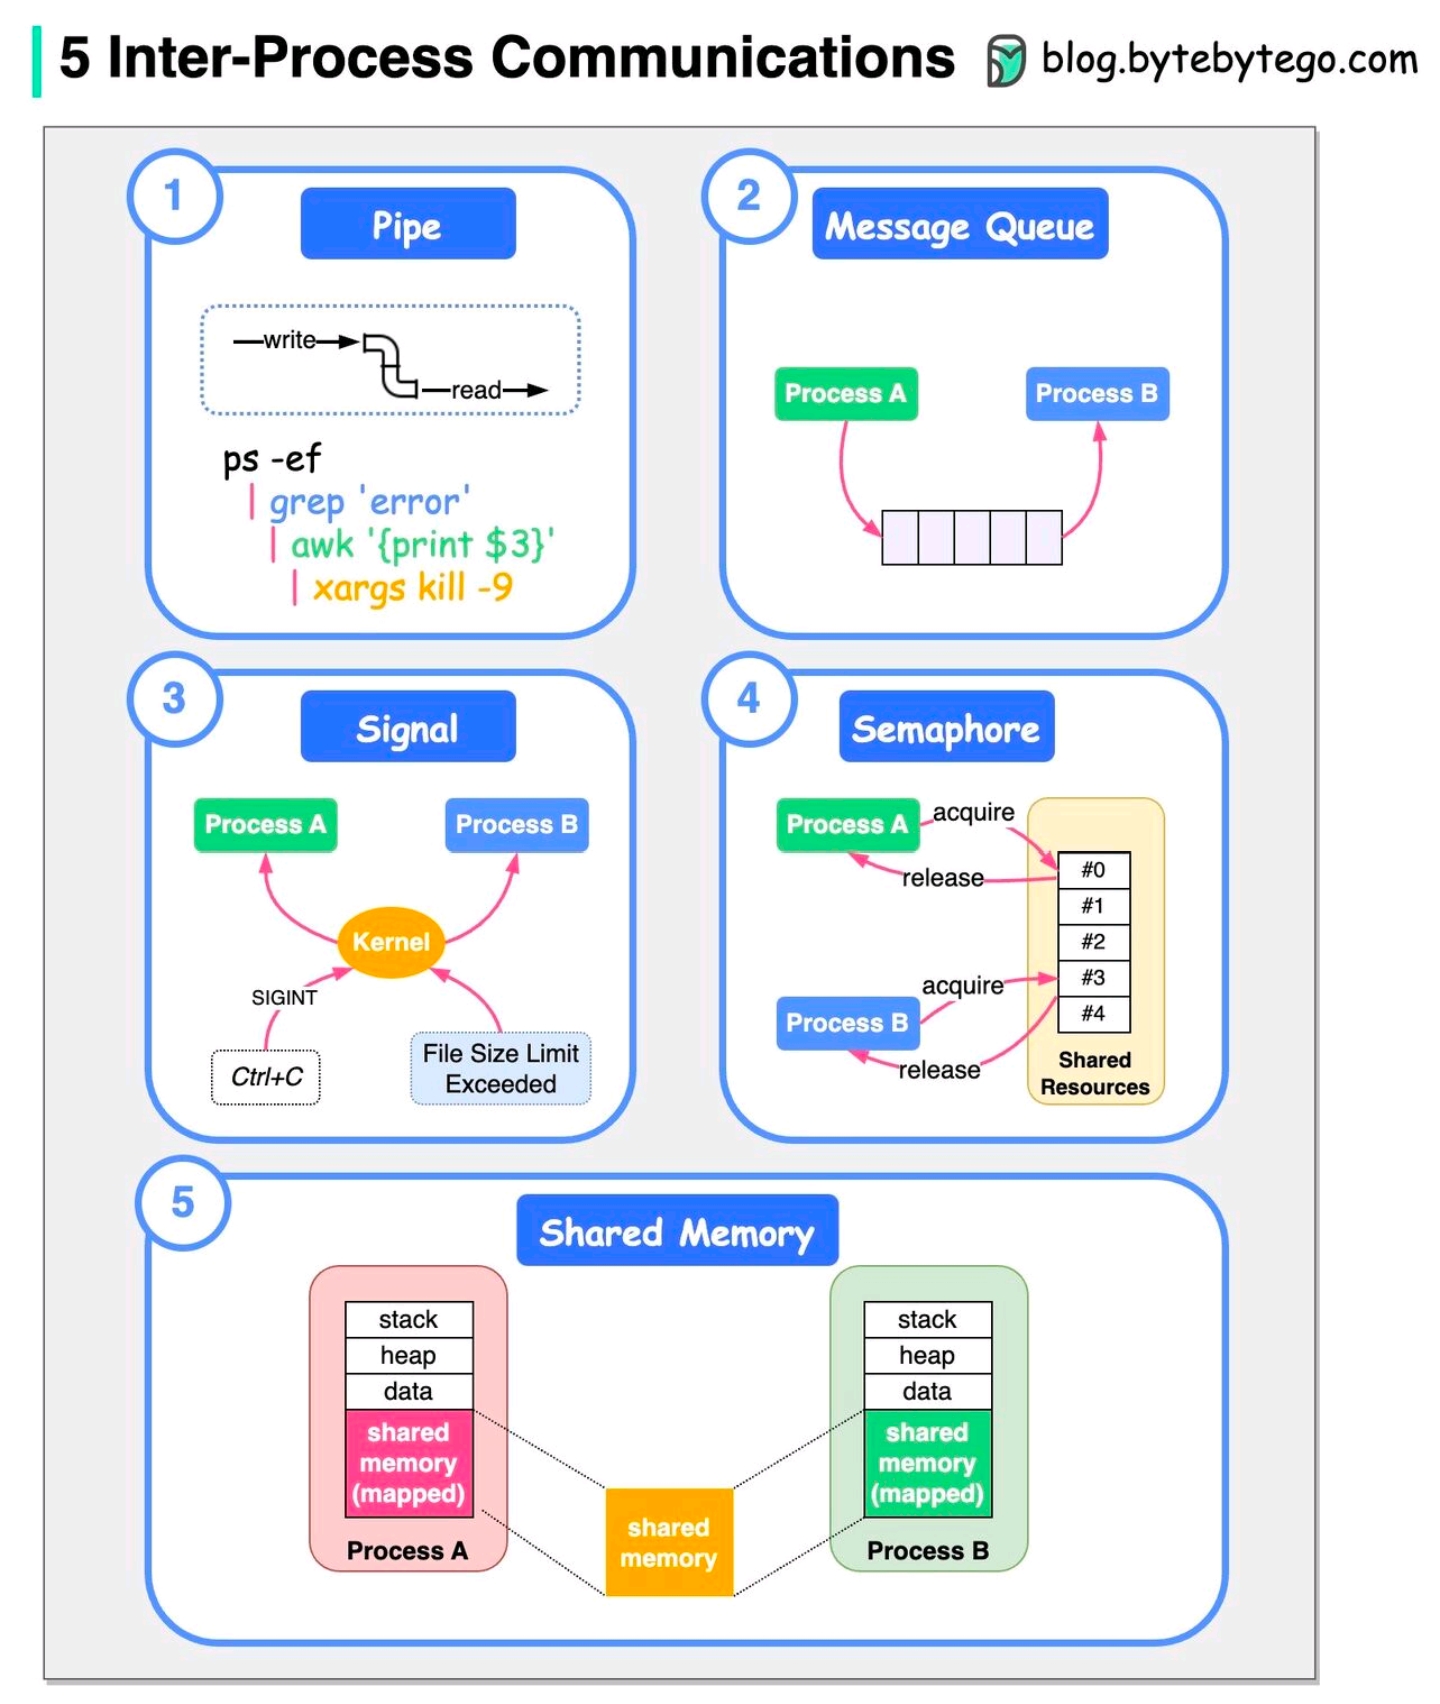 5 Inter-Process Communications
blog.bytebytego.com
1
Pipe
write
read
ps -ef
| grep 'error'
| awk '{print $3}'
| xargs kill -9
2
Message Queue
Process A
Process B
3
Signal
Process A
Process B
Kernel
SIGINT
Ctrl+C
File Size Limit
Exceeded
4
Semaphore
Process A
acquire
release
#0
#1
#2
#3
#4
acquire
Process B
release
Shared
Resources
5
Shared Memory
stack
heap
data
shared
memory
(mapped)
Process A
shared
memory
stack
heap
data
shared
memory
(mapped)
Process B